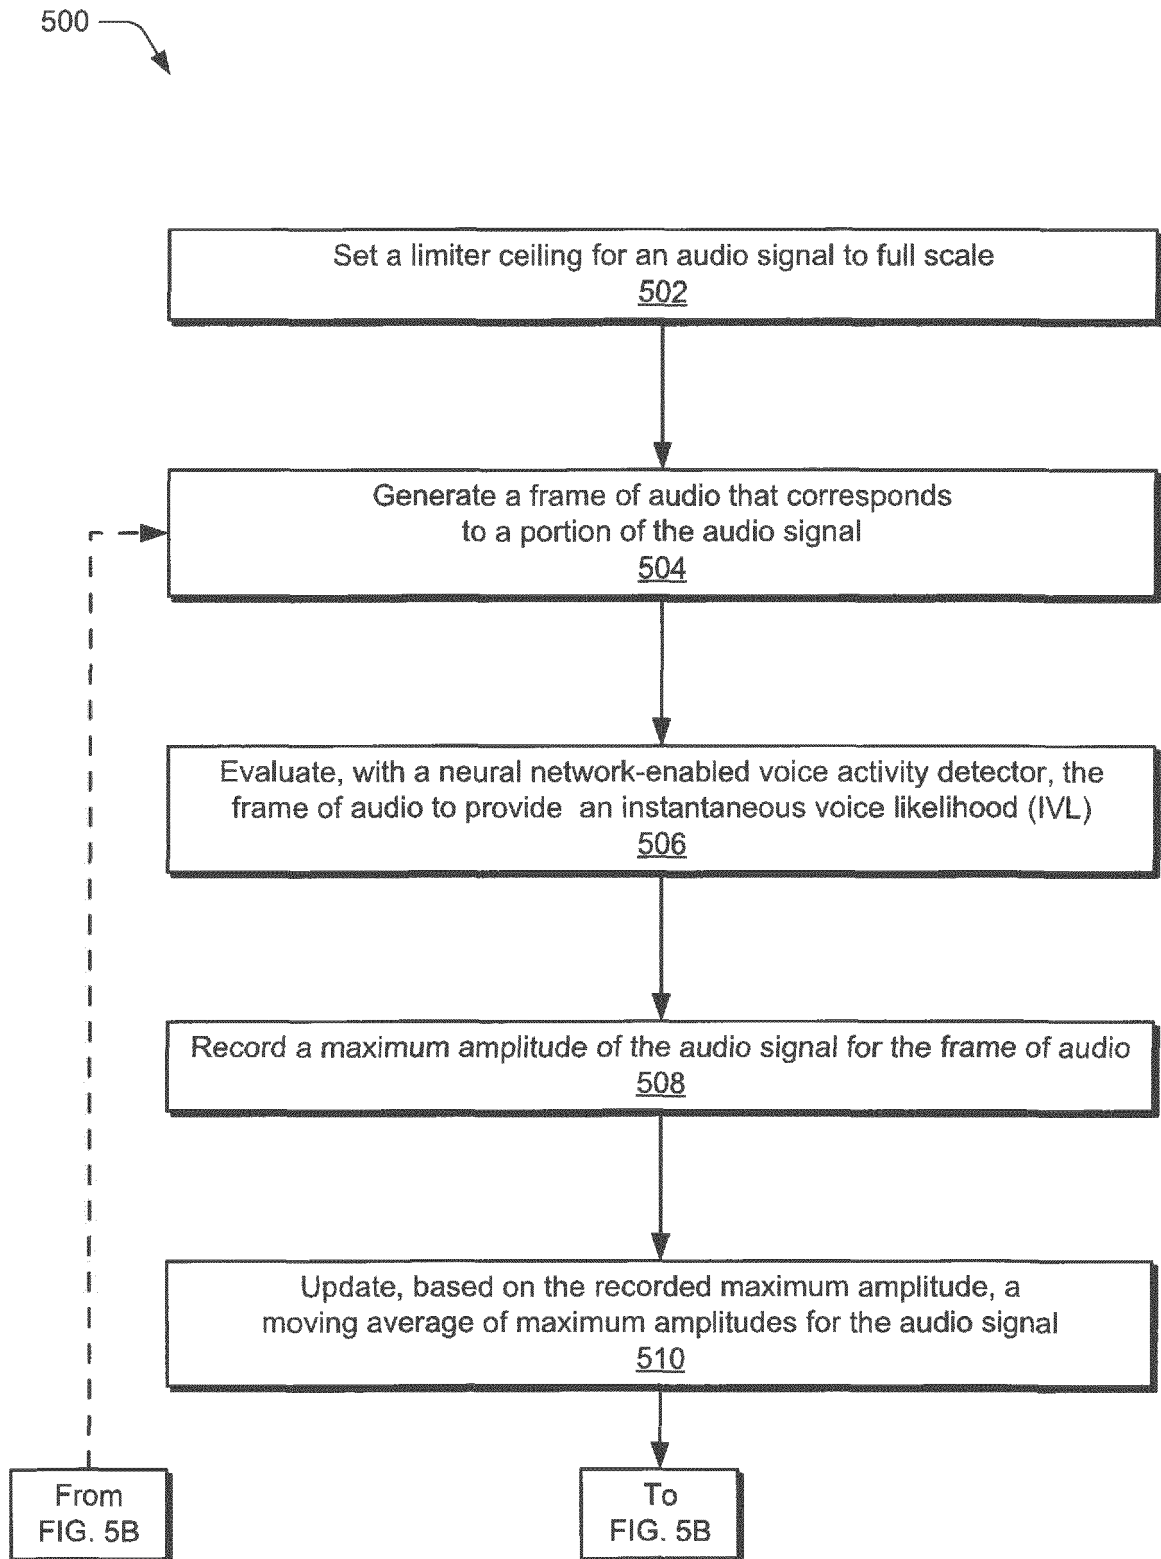 500
Set a limiter ceiling for an audio signal to full scale
502
Generate a frame of audio that corresponds
to a portion of the audio signal
504
Evaluate, with a neural network-enabled voice activity detector, the
frame of audio to provide an instantaneous voice likelihood (IVL)
506
Record a maximum amplitude of the audio signal for the frame of audio
508
Update, based on the recorded maximum amplitude, a
moving average of maximum amplitudes for the audio signal
510
From
FIG. 5B
To
FIG. 5B